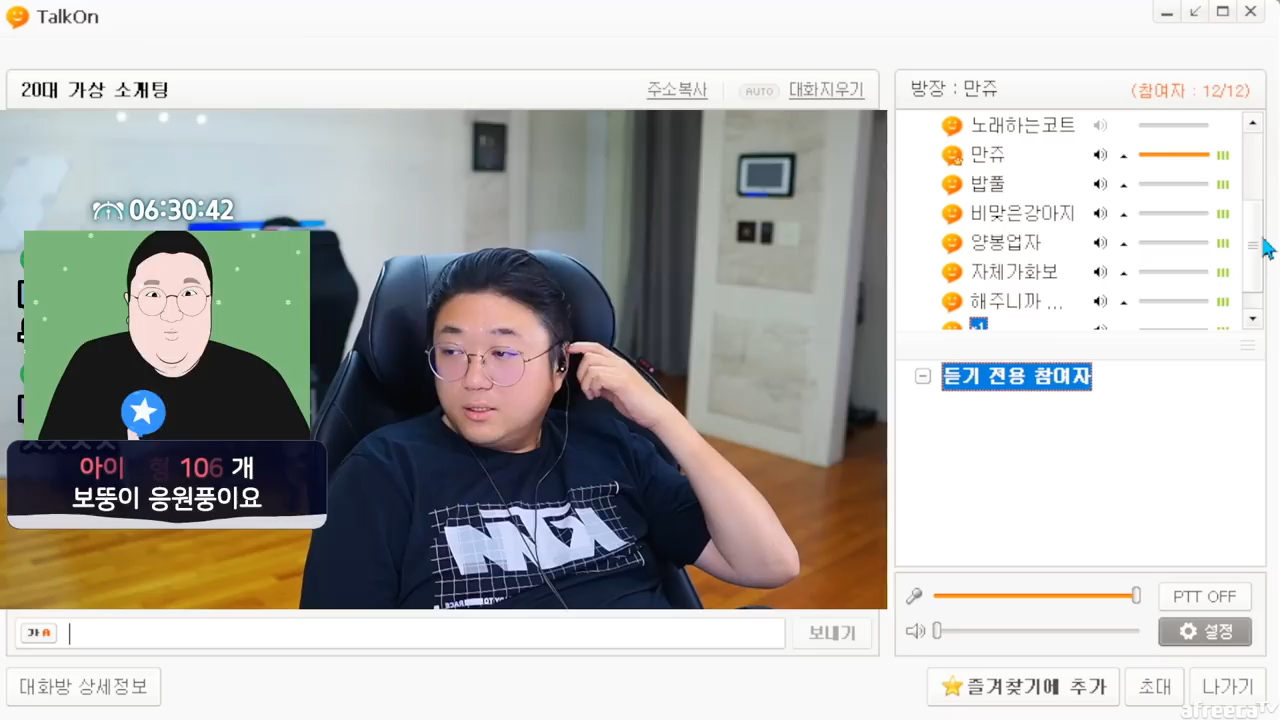 TalkOn
20대 가상 소개팅
주소복사
AUTO
대화지우기
방장 : 만쥬
(참여자 : 12/12)
노래하는코트
만쥬
밥풀
비맞은강아지
양봉업자
자체가화보
해주니까 ...
듣기 전용 참여자
06:30:42
아이 형 106 개
보뚱이 응원풍이요
가A
보내기
PTT OFF
설정
대화방 상세정보
즐겨찾기에 추가
초대
나가기
afreecaTV